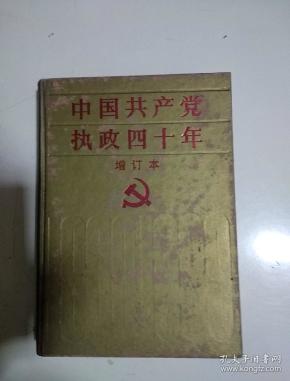 中国共产党
执政四十年
增订本
孔夫子旧书网